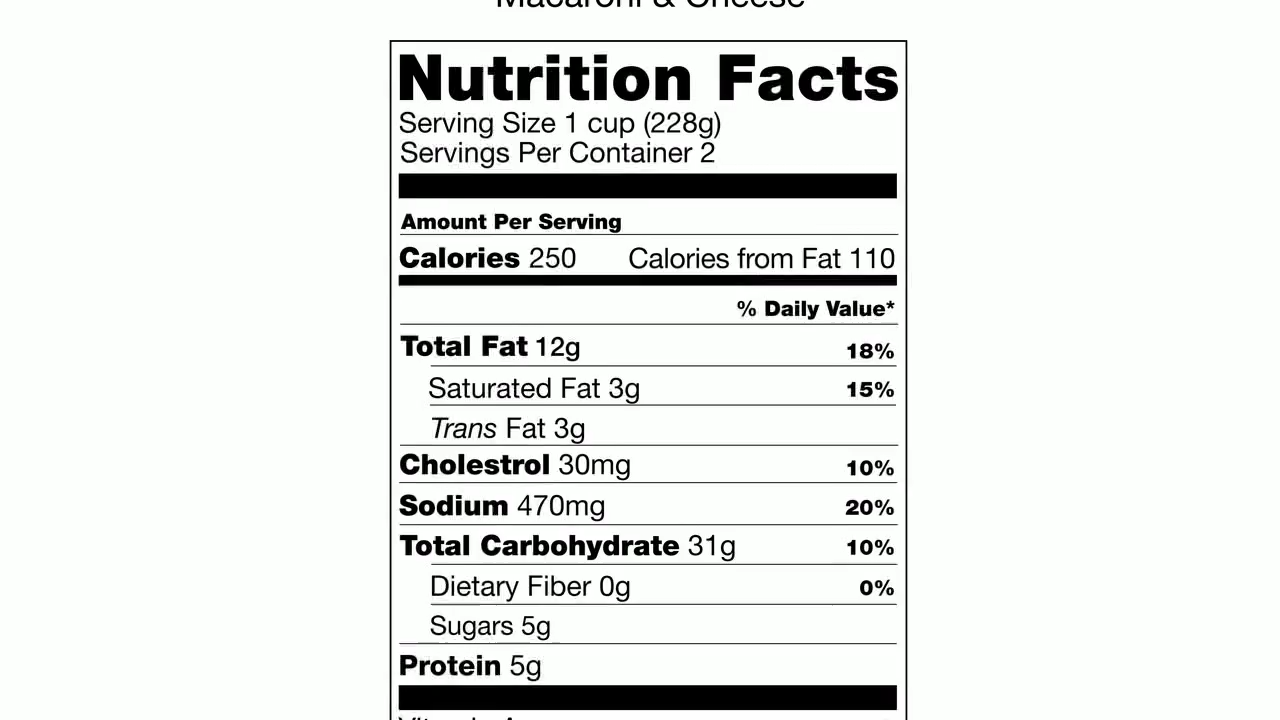 Macaroni & Cheese
Nutrition Facts
Serving Size 1 cup (228g)
Servings Per Container 2
Amount Per Serving
Calories 250 Calories from Fat 110
% Daily Value*
Total Fat 12g 18%
Saturated Fat 3g 15%
Trans Fat 3g
Cholestrol 30mg 10%
Sodium 470mg 20%
Total Carbohydrate 31g 10%
Dietary Fiber 0g 0%
Sugars 5g
Protein 5g